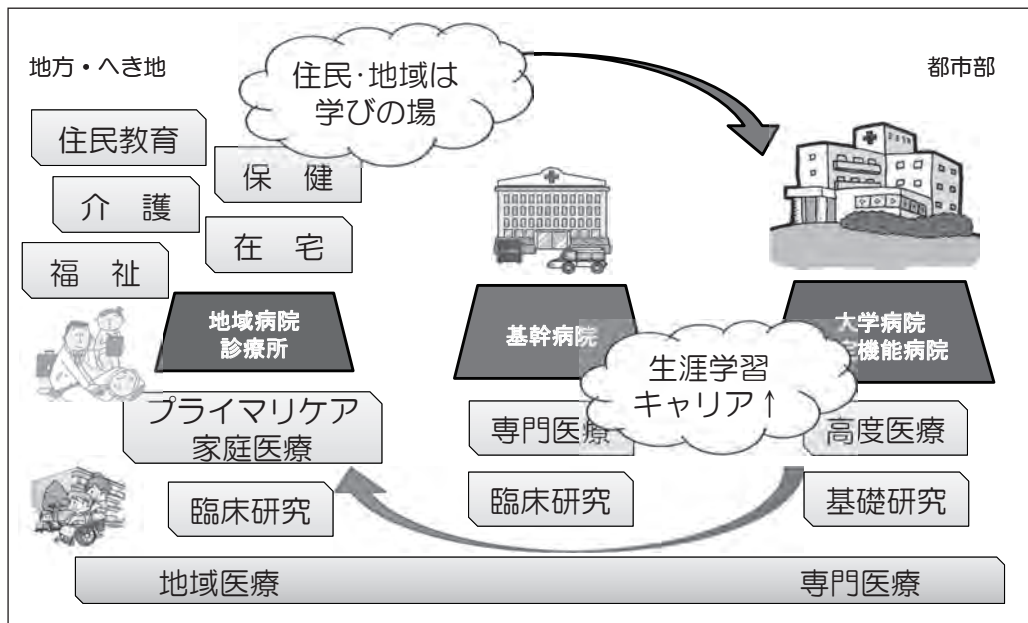 地方・へき地
住民・地域は
学びの場
都市部
住民教育
保　健
介　護
在　宅
福　祉
地域病院
診療所
基幹病院
大学病院
機能病院
生涯学習
キャリア↑
プライマリケア
家庭医療
専門医療
高度医療
臨床研究
臨床研究
基礎研究
地域医療
専門医療